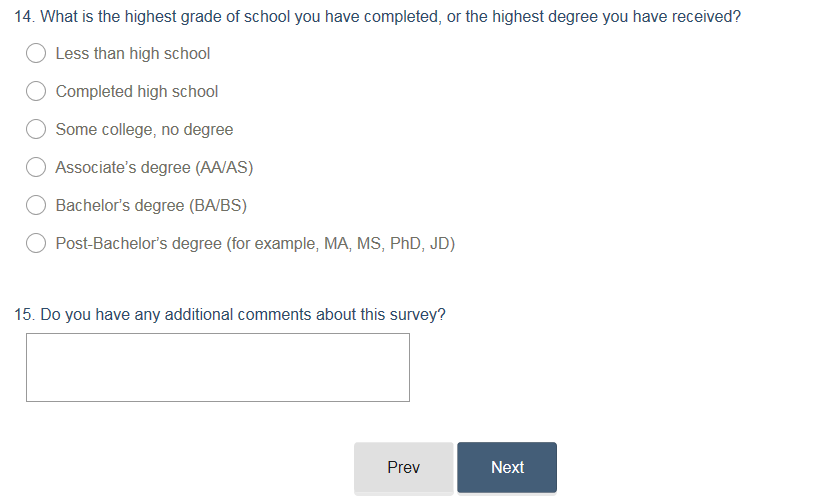 14. What is the highest grade of school you have completed, or the highest degree you have received?
Less than high school
Completed high school
Some college, no degree
Associate’s degree (AA/AS)
Bachelor’s degree (BA/BS)
Post-Bachelor’s degree (for example, MA, MS, PhD, JD)
15. Do you have any additional comments about this survey?
Prev
Next